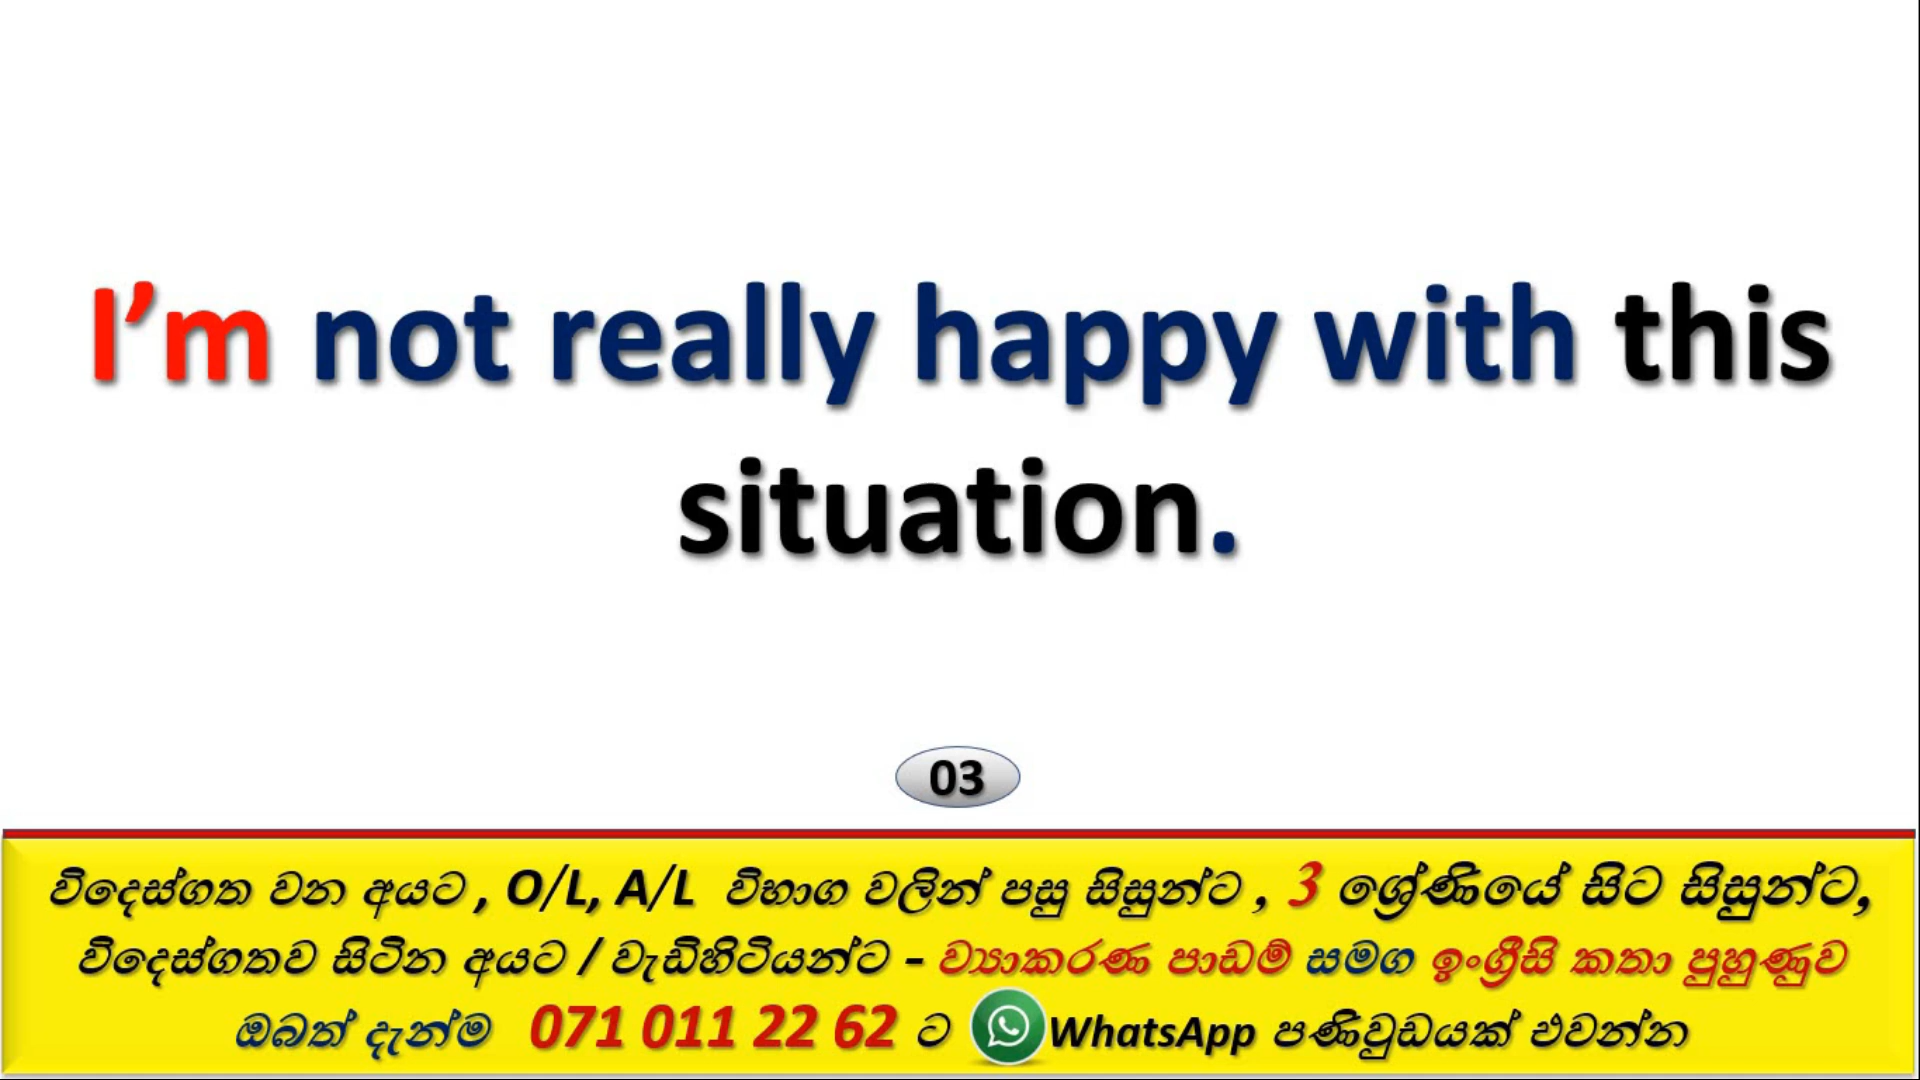 I’m not really happy with this
situation.
03
විදෙස්ගත වන අයට , O/L, A/L විභාග වලින් පසු සිසුන්ට , 3 ශ්‍රේණියේ සිට සිසුන්ට,
විදෙස්ගතව සිටින අයට / වැඩිහිටියන්ට – ව්‍යාකරණ පාඩම් සමග ඉංග්‍රීසි කතා පුහුණුව
ඔබත් දැන්ම 071 011 22 62 ට WhatsApp පණිවුඩයක් එවන්න